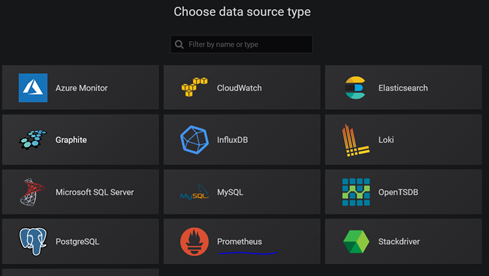 Choose data source type
Filter by name or type
Azure Monitor
CloudWatch
Elasticsearch
Graphite
InfluxDB
Loki
Microsoft SQL Server
MySQL
MySQL
OpenTSDB
PostgreSQL
Prometheus
Stackdriver